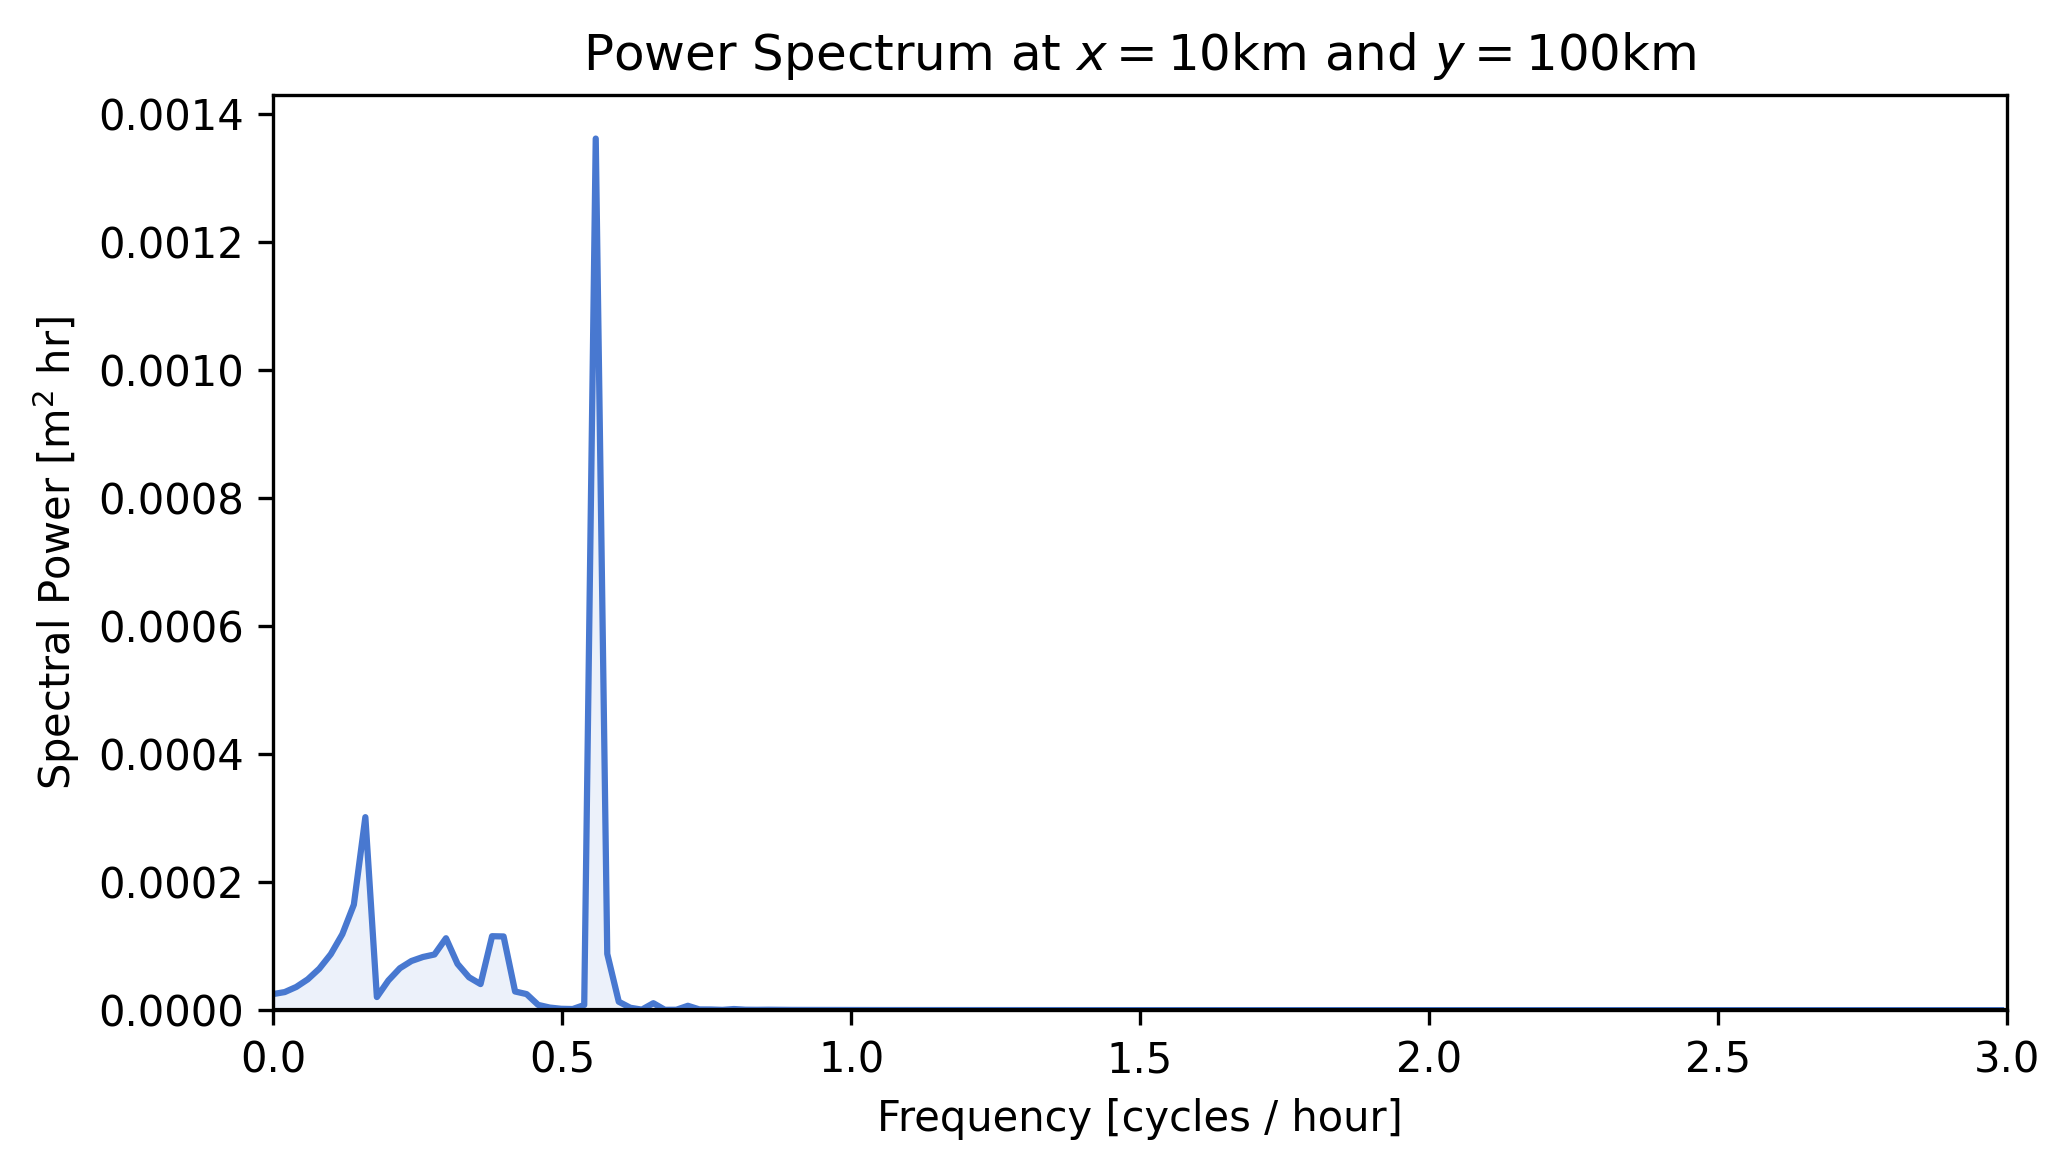 Power Spectrum at x = 10km and y = 100km
0.0014
0.0012
0.0010
0.0008
0.0006
0.0004
0.0002
0.0000
Spectral Power [m² hr]
0.0 0.5 1.0 1.5 2.0 2.5 3.0
Frequency [cycles / hour]